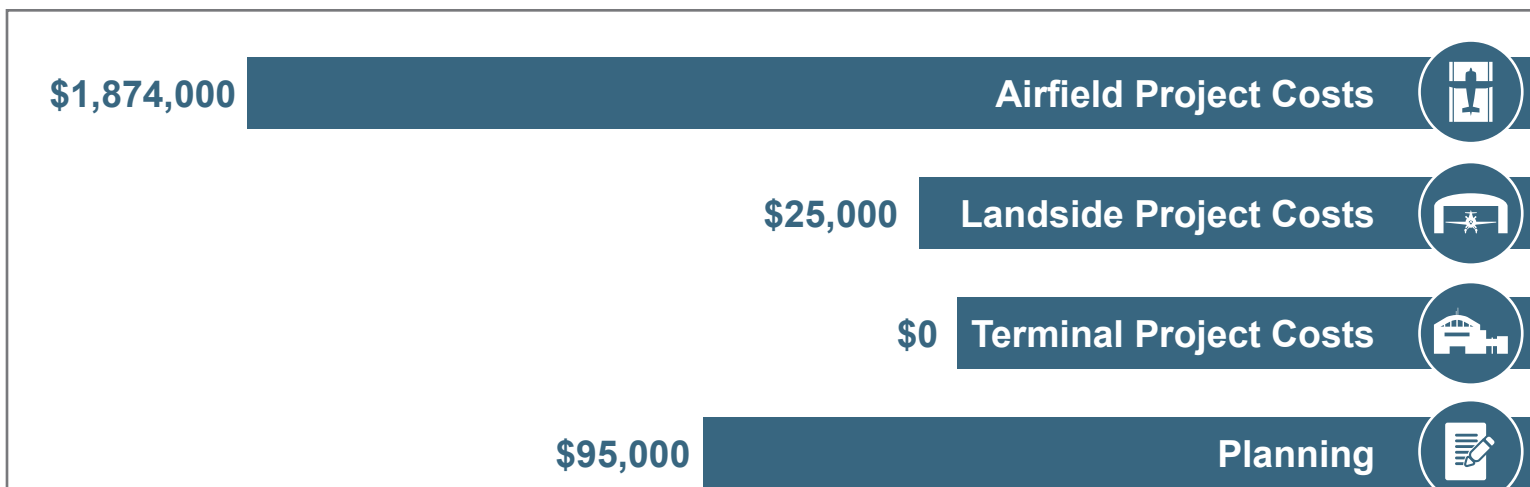 $1,874,000 Airfield Project Costs
$25,000 Landside Project Costs
$0 Terminal Project Costs
$95,000 Planning